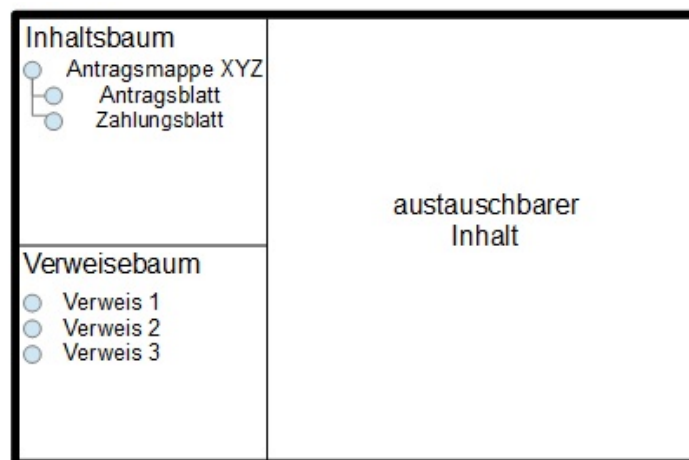 Inhaltsbaum
Antragsmappe XYZ
Antragsblatt
Zahlungsblatt
Verweisebaum
Verweis 1
Verweis 2
Verweis 3
austauschbarer
Inhalt